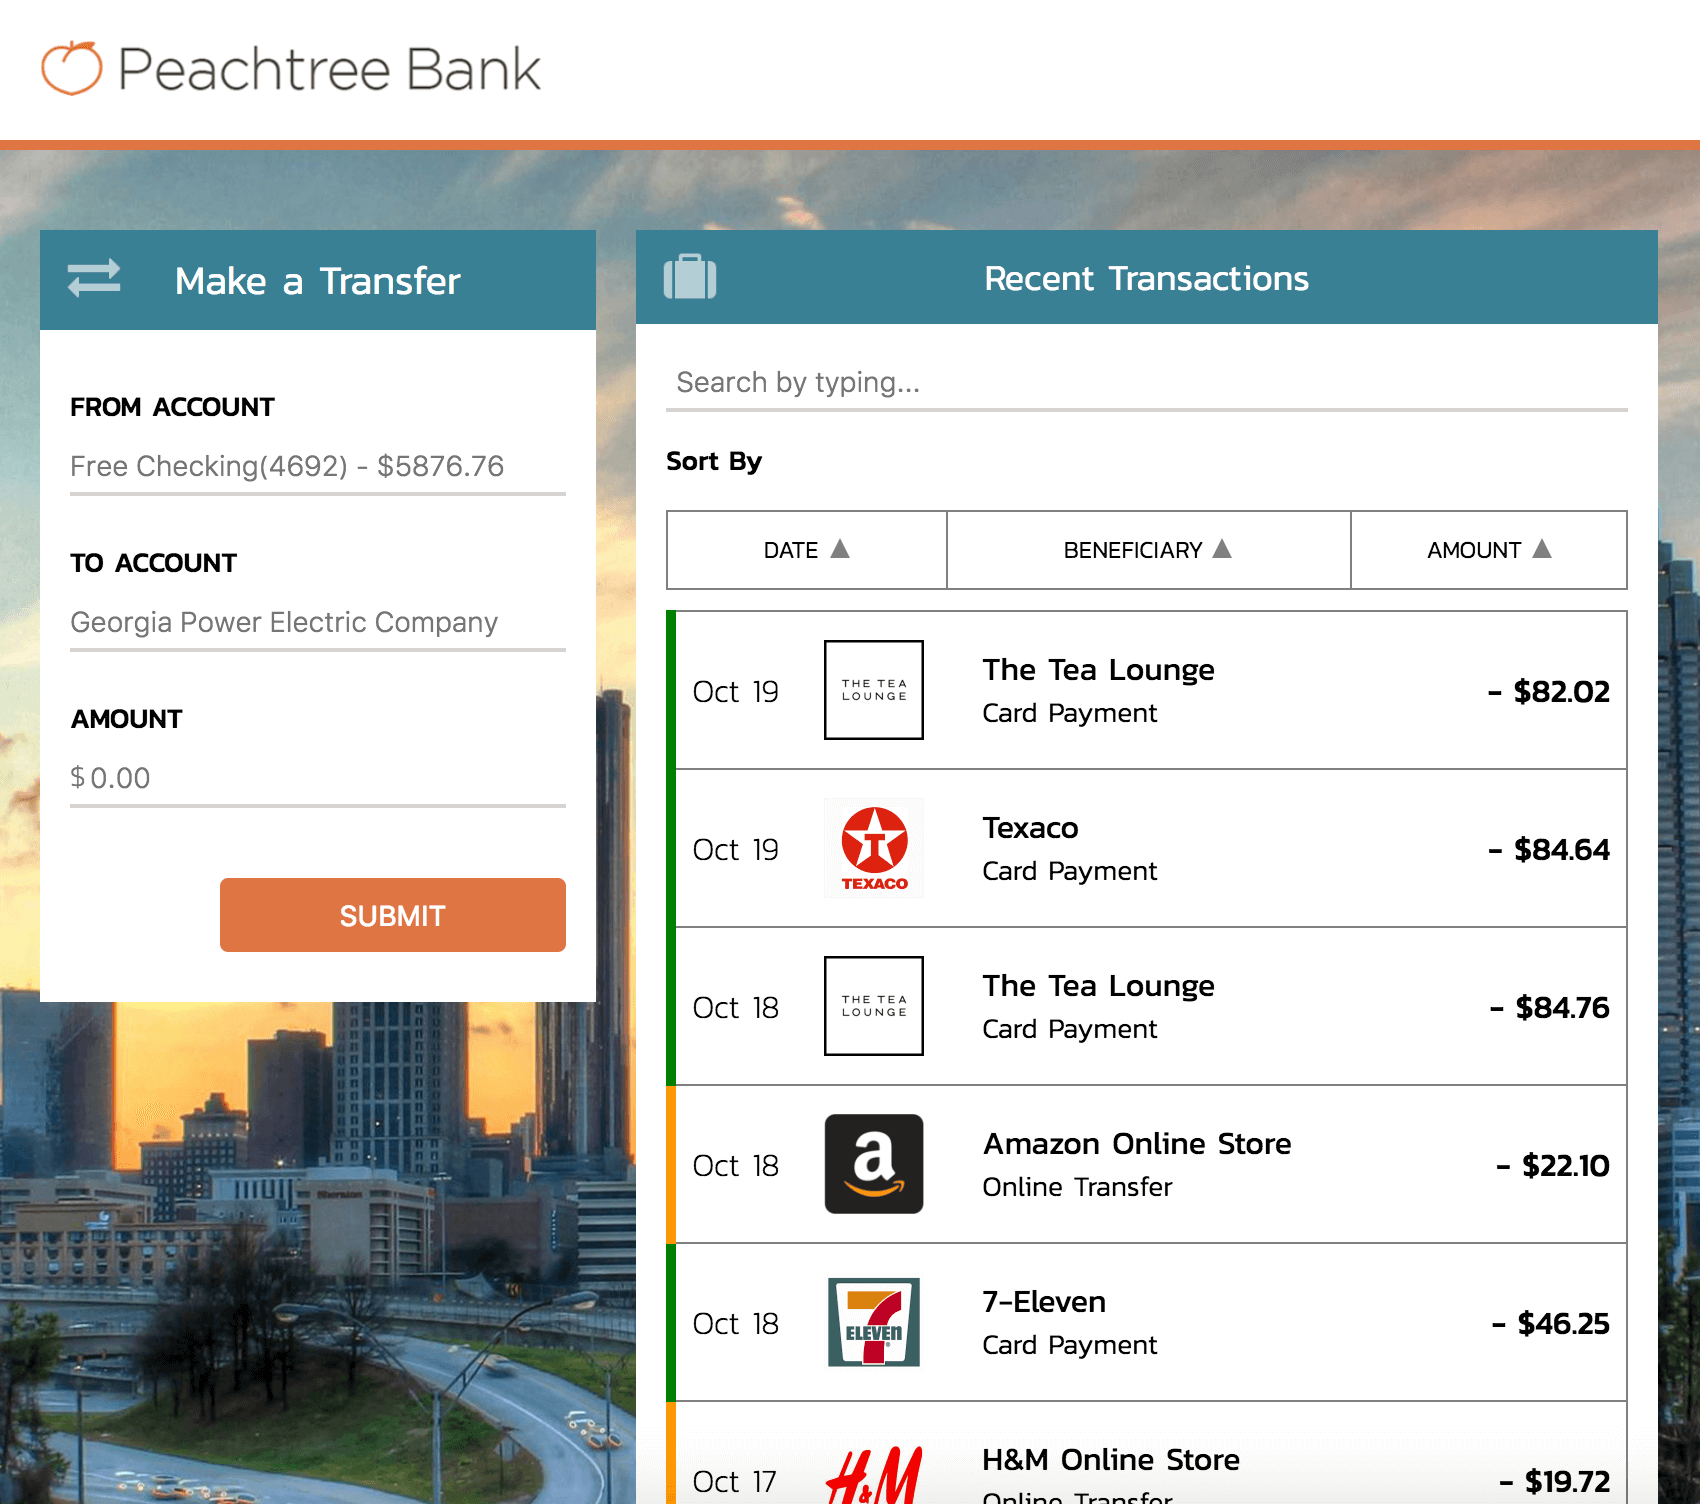 Peachtree Bank
Make a Transfer
FROM ACCOUNT
Free Checking(4692) - $5876.76
TO ACCOUNT
Georgia Power Electric Company
AMOUNT
$ 0.00
SUBMIT
Recent Transactions
Search by typing...
Sort By
DATE ▲ BENEFICIARY ▲ AMOUNT ▲
Oct 19 THE TEA LOUNGE The Tea Lounge Card Payment - $82.02
Oct 19 TEXACO Texaco Card Payment - $84.64
Oct 18 THE TEA LOUNGE The Tea Lounge Card Payment - $84.76
Oct 18 a Amazon Online Store Online Transfer - $22.10
Oct 18 7 ELEVEn 7-Eleven Card Payment - $46.25
Oct 17 H&M H&M Online Store Online Transfer - $19.72
Sheraton